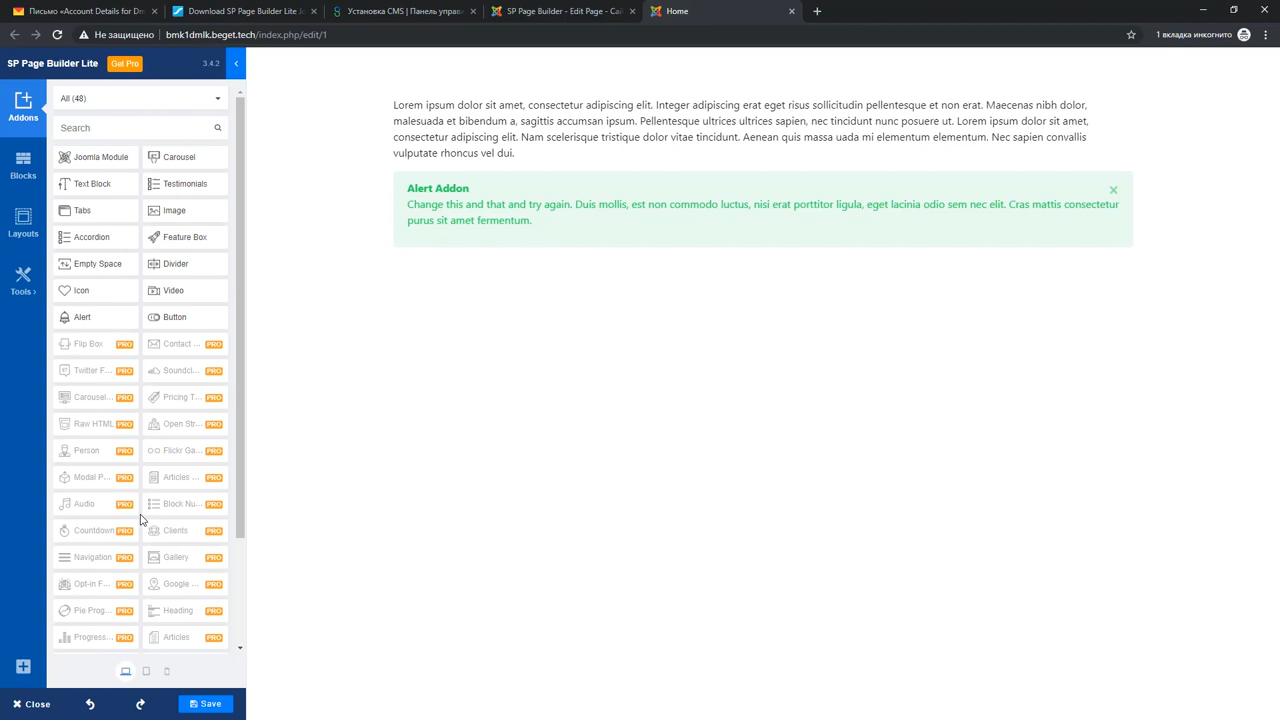 Письмо «Account Details for Dm
Download SP Page Builder Lite Jo
Установка CMS | Панель управ
SP Page Builder - Edit Page - Сай
Home
Не защищено
bmk1dmlk.beget.tech/index.php/edit/1
1 вкладка инкогнито
SP Page Builder Lite
Get Pro
3.4.2
Addons
Blocks
Layouts
Tools ›
All (48)
Search
Joomla Module
Carousel
Text Block
Testimonials
Tabs
Image
Accordion
Feature Box
Empty Space
Divider
Icon
Video
Alert
Button
Flip Box PRO
Contact ... PRO
Twitter F... PRO
Soundcl... PRO
Carousel... PRO
Pricing T... PRO
Raw HTML PRO
Open Str... PRO
Person PRO
Flickr Ga... PRO
Modal P... PRO
Articles ... PRO
Audio PRO
Block Nu... PRO
Countdown PRO
Clients PRO
Navigation PRO
Gallery PRO
Opt-in F... PRO
Google ... PRO
Pie Prog... PRO
Heading PRO
Progress... PRO
Articles PRO
Close
Save
Lorem ipsum dolor sit amet, consectetur adipiscing elit. Integer adipiscing erat eget risus sollicitudin pellentesque et non erat. Maecenas nibh dolor,
malesuada et bibendum a, sagittis accumsan ipsum. Pellentesque ultrices ultrices sapien, nec tincidunt nunc posuere ut. Lorem ipsum dolor sit amet,
consectetur adipiscing elit. Nam scelerisque tristique dolor vitae tincidunt. Aenean quis massa uada mi elementum elementum. Nec sapien convallis
vulputate rhoncus vel dui.
Alert Addon
Change this and that and try again. Duis mollis, est non commodo luctus, nisi erat porttitor ligula, eget lacinia odio sem nec elit. Cras mattis consectetur
purus sit amet fermentum.